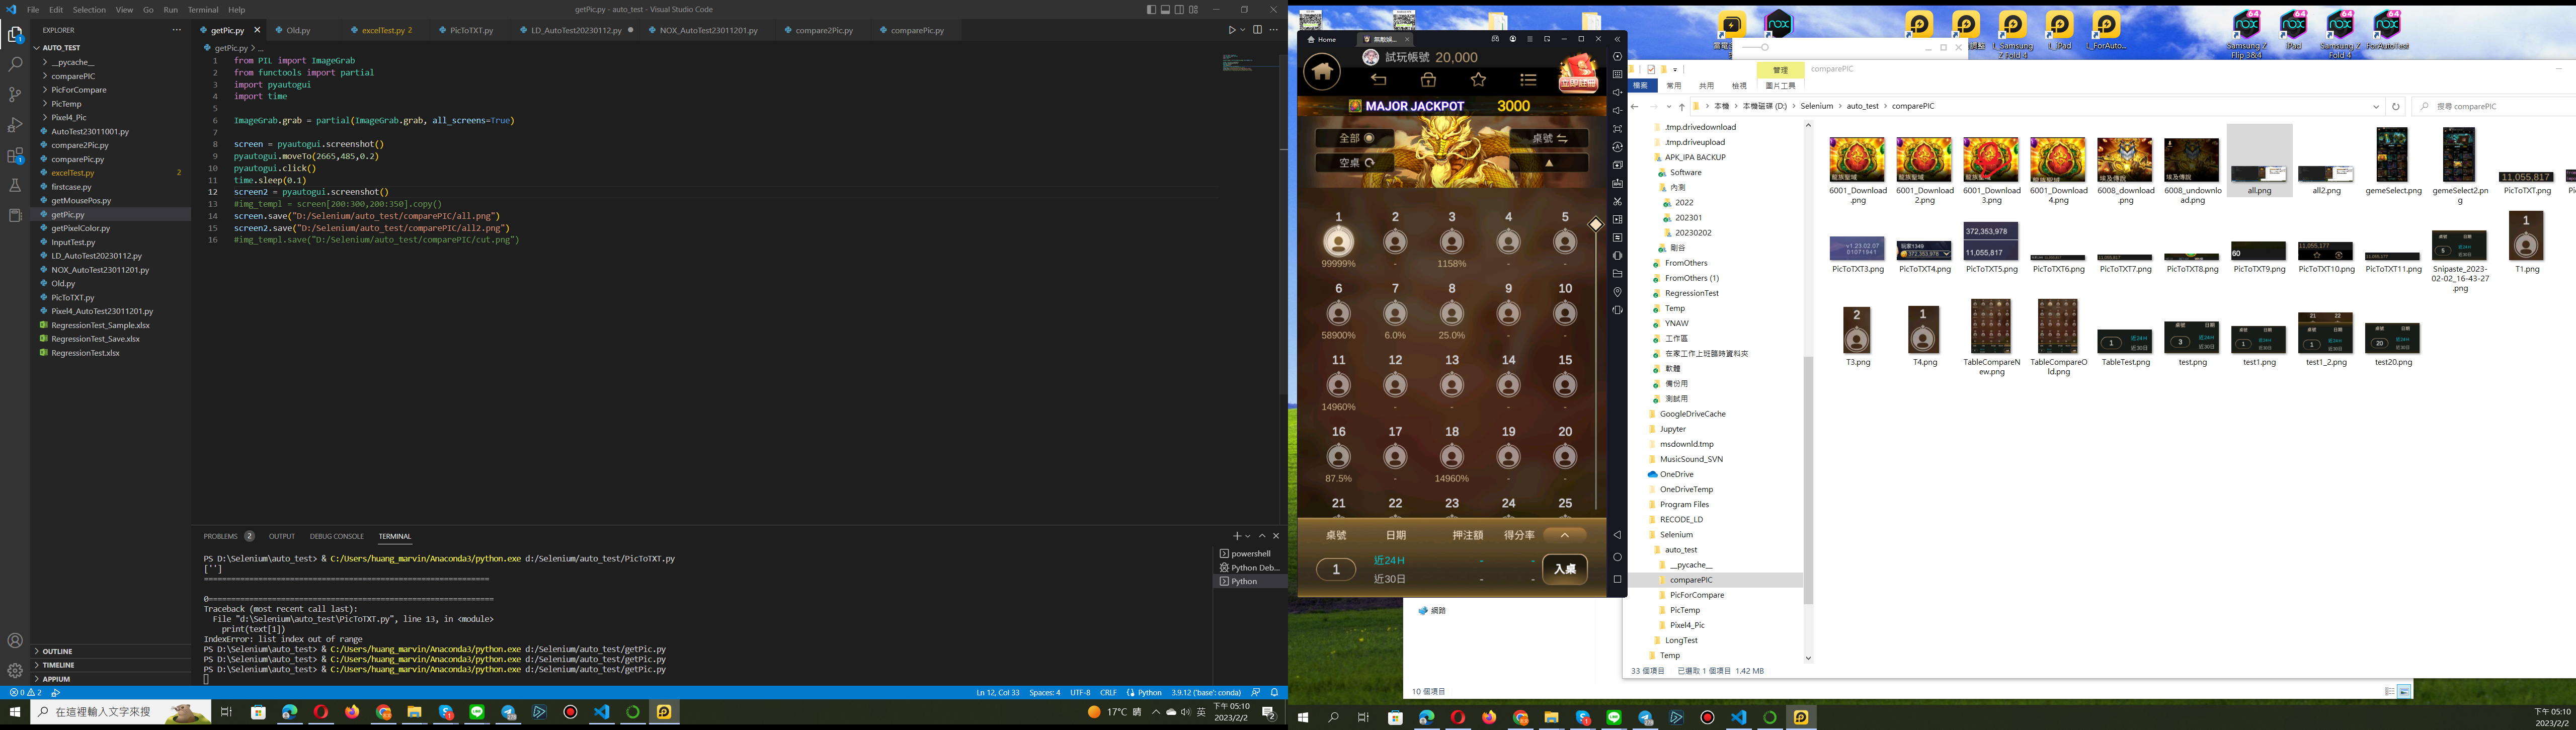 File Edit Selection View Go Run Terminal Help
getPic.py - auto_test - Visual Studio Code
EXPLORER
AUTO_TEST
__pycache__
comparePIC
PicForCompare
PicTemp
Pixel4_Pic
AutoTest23011001.py
compare2Pic.py
comparePic.py
excelTest.py 2
firstcase.py
getMousePos.py
getPic.py
getPixelColor.py
InputTest.py
LD_AutoTest20230112.py
NOX_AutoTest23011201.py
Old.py
PicToTXT.py
Pixel4_AutoTest23011201.py
RegressionTest_Sample.xlsx
RegressionTest_Save.xlsx
RegressionTest.xlsx
OUTLINE
TIMELINE
APPIUM
getPic.py Old.py excelTest.py 2 PicToTXT.py LD_AutoTest20230112.py NOX_AutoTest23011201.py compare2Pic.py comparePic.py
getPic.py > ...
1 from PIL import ImageGrab
2 from functools import partial
3 import pyautogui
4 import time
5
6 ImageGrab.grab = partial(ImageGrab.grab, all_screens=True)
7
8 screen = pyautogui.screenshot()
9 pyautogui.moveTo(2665,485,0.2)
10 pyautogui.click()
11 time.sleep(0.1)
12 screen2 = pyautogui.screenshot()
13 #img_templ = screen[200:300,200:350].copy()
14 screen.save("D:/Selenium/auto_test/comparePIC/all.png")
15 screen2.save("D:/Selenium/auto_test/comparePIC/all2.png")
16 #img_templ.save("D:/Selenium/auto_test/comparePIC/cut.png")
PROBLEMS 2 OUTPUT DEBUG CONSOLE TERMINAL
PS D:\Selenium\auto_test> & C:/Users/huang_marvin/Anaconda3/python.exe d:/Selenium/auto_test/PicToTXT.py
['']
==============================================================
0==============================================================
Traceback (most recent call last):
File "d:\Selenium\auto_test\PicToTXT.py", line 13, in <module>
print(text[1])
IndexError: list index out of range
PS D:\Selenium\auto_test> & C:/Users/huang_marvin/Anaconda3/python.exe d:/Selenium/auto_test/getPic.py
PS D:\Selenium\auto_test> & C:/Users/huang_marvin/Anaconda3/python.exe d:/Selenium/auto_test/getPic.py
PS D:\Selenium\auto_test> & C:/Users/huang_marvin/Anaconda3/python.exe d:/Selenium/auto_test/getPic.py
powershell
Python Deb...
Python
0 2
Ln 12, Col 33 Spaces: 4 UTF-8 CRLF Python 3.9.12 ('base': conda)
在這裡輸入文字來搜
17°C 晴 英 下午 05:10
2023/2/2
Home
試玩帳號 20,000
立即註冊
MAJOR JACKPOT 3000
全部 桌號
空桌
1 2 3 4 5
99999% - 1158% - -
6 7 8 9 10
58900% 6.0% 25.0% - -
11 12 13 14 15
14960% - - - -
16 17 18 19 20
87.5% - 14960% - -
21 22 23 24 25
桌號 日期 押注額 得分率
1 近24H - - 入桌
近30日 - -
Samsung Z Fold 4
iPad
ForAuto...
Samsung Z Flip 3&4
iPad
Samsung Z Fold 4
ForAutoTest
管理 comparePIC
檔案 常用 共用 檢視 圖片工具
本機 > 本機磁碟 (D:) > Selenium > auto_test > comparePIC
搜尋 comparePIC
.tmp.drivedownload
.tmp.driveupload
APK_IPA BACKUP
Software
內測
2022
202301
20230202
剛谷
FromOthers
FromOthers (1)
RegressionTest
Temp
YNAW
工作區
在家工作上班臨時資料夾
軟體
備份用
測試用
GoogleDriveCache
Jupyter
msdownld.tmp
MusicSound_SVN
OneDrive
OneDriveTemp
Program Files
RECODE_LD
Selenium
auto_test
__pycache__
comparePIC
PicForCompare
PicTemp
Pixel4_Pic
LongTest
Temp
6001_Download.png
6001_Download2.png
6001_Download3.png
6001_Download4.png
6008_download.png
6008_undownload.png
all.png
all2.png
gemeSelect.png
gemeSelect2.png
PicToTXT.png
PicToTXT3.png
PicToTXT4.png
PicToTXT5.png
PicToTXT6.png
PicToTXT7.png
PicToTXT8.png
PicToTXT9.png
PicToTXT10.png
PicToTXT11.png
Snipaste_2023-02-02_16-43-27.png
T1.png
T3.png
T4.png
TableCompareNew.png
TableCompareOld.png
TableTest.png
test.png
test1.png
test1_2.png
test20.png
33 個項目 已選取 1 個項目 1.42 MB
網路
10 個項目
下午 05:10
2023/2/2